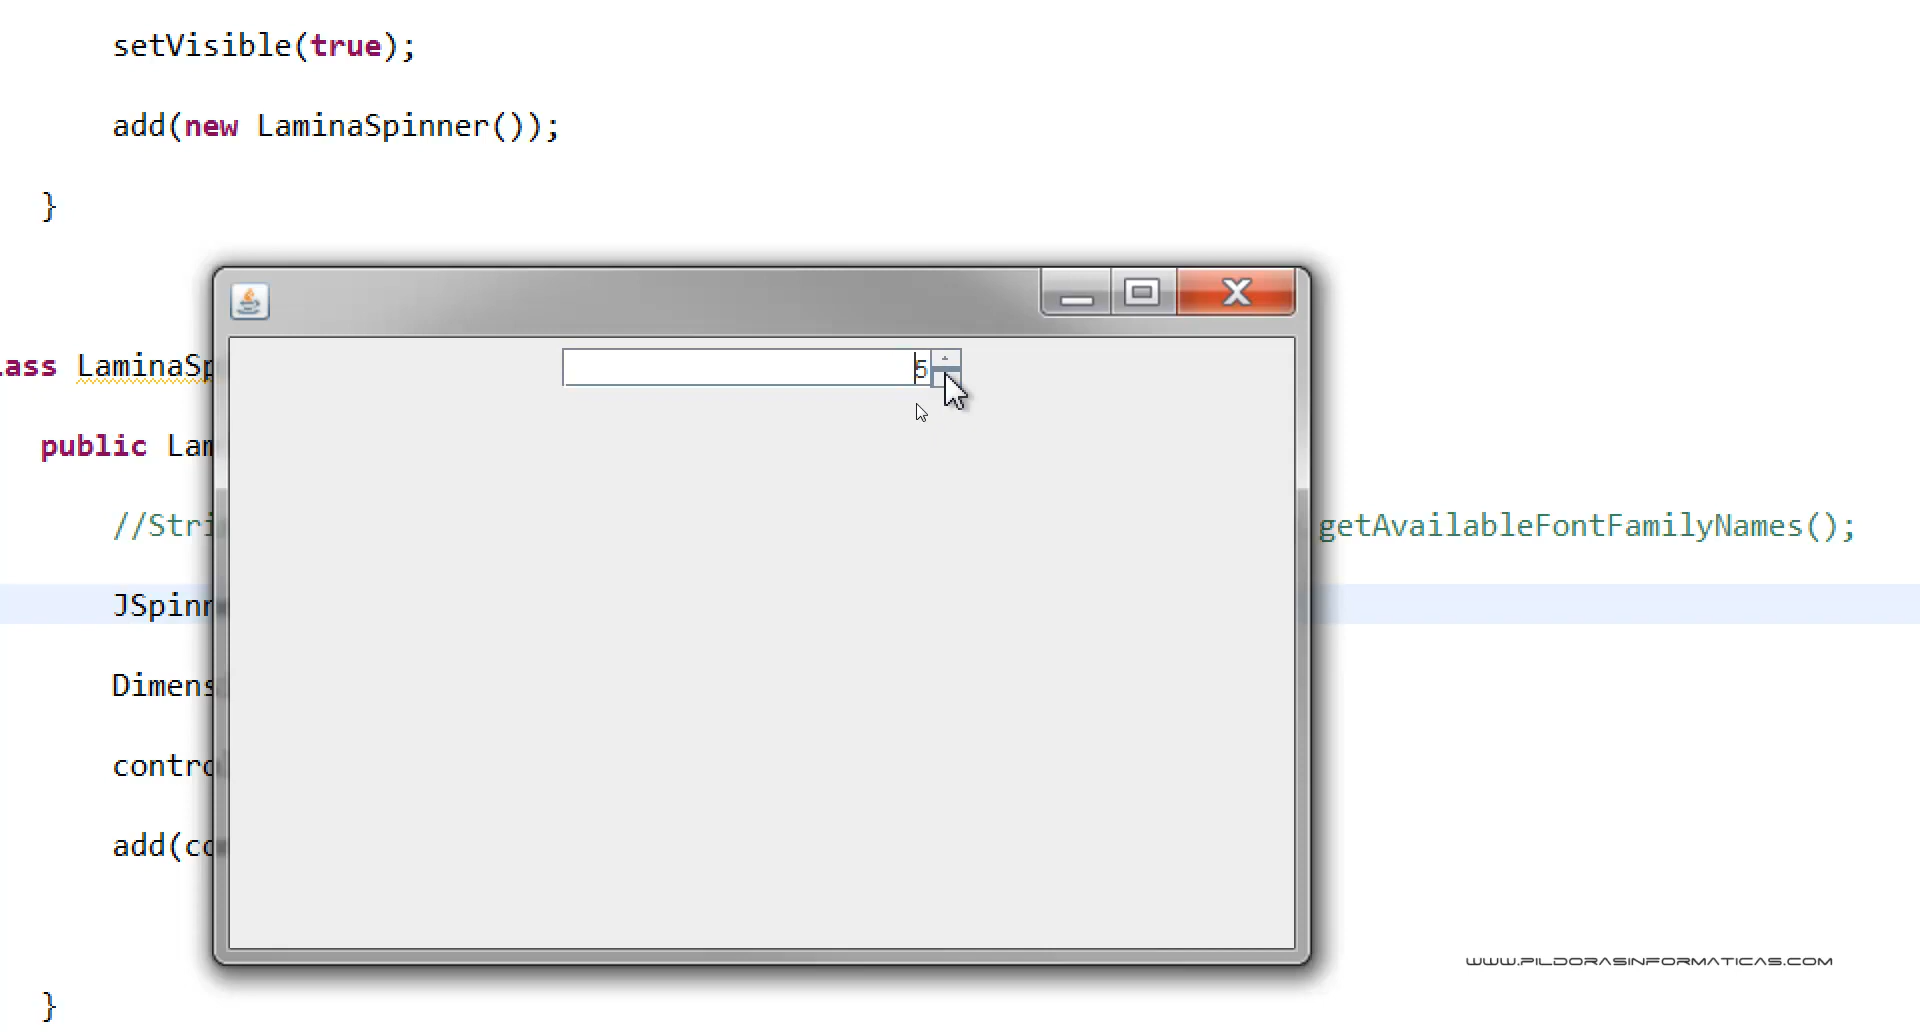 setVisible(true);
add(new LaminaSpinner());
}
X
5
lass LaminaSp
public Lam
//Stri getAvailableFontFamilyNames();
JSpinn
Dimens
contro
add(co
WWW.PILDORASINFORMATICAS.COM
}